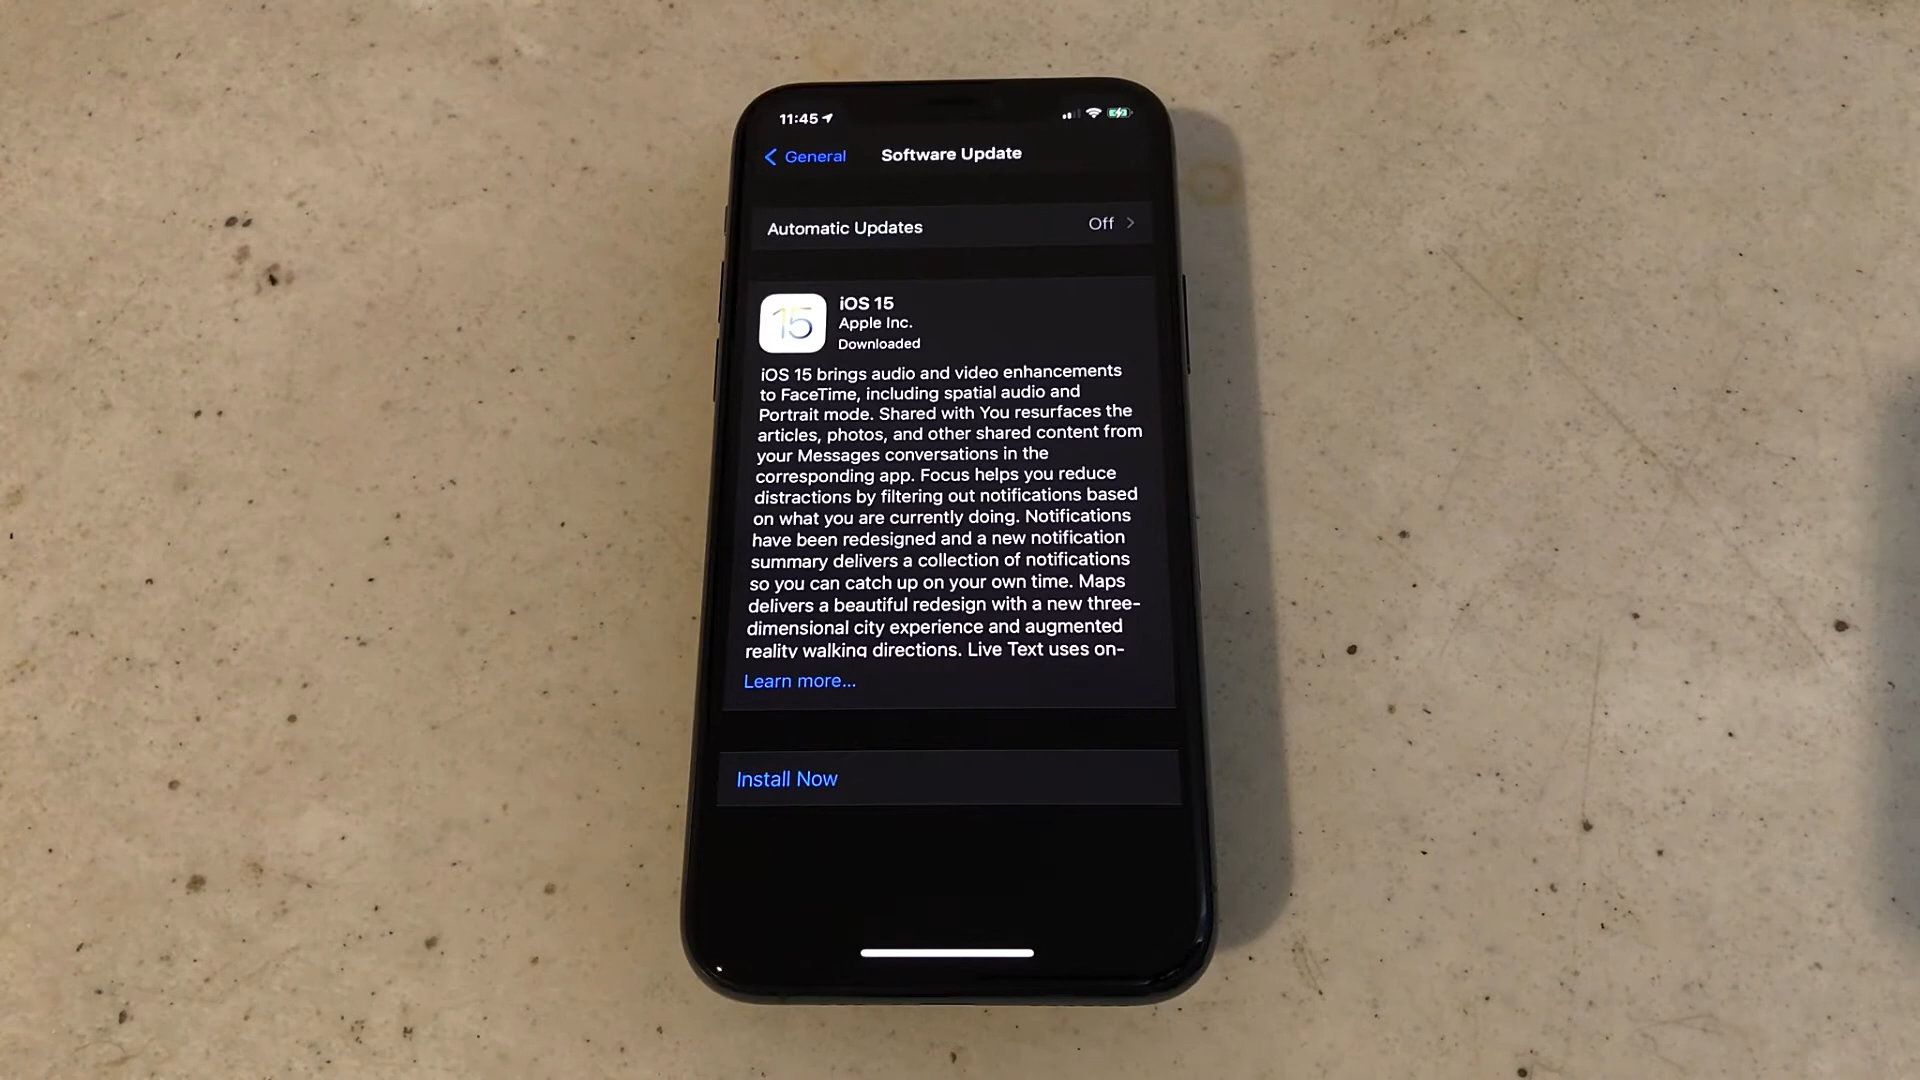 11:45
General
Software Update
Automatic Updates
Off
15
iOS 15
Apple Inc.
Downloaded
iOS 15 brings audio and video enhancements
to FaceTime, including spatial audio and
Portrait mode. Shared with You resurfaces the
articles, photos, and other shared content from
your Messages conversations in the
corresponding app. Focus helps you reduce
distractions by filtering out notifications based
on what you are currently doing. Notifications
have been redesigned and a new notification
summary delivers a collection of notifications
so you can catch up on your own time. Maps
delivers a beautiful redesign with a new three-
dimensional city experience and augmented
reality walking directions. Live Text uses on-
Learn more...
Install Now